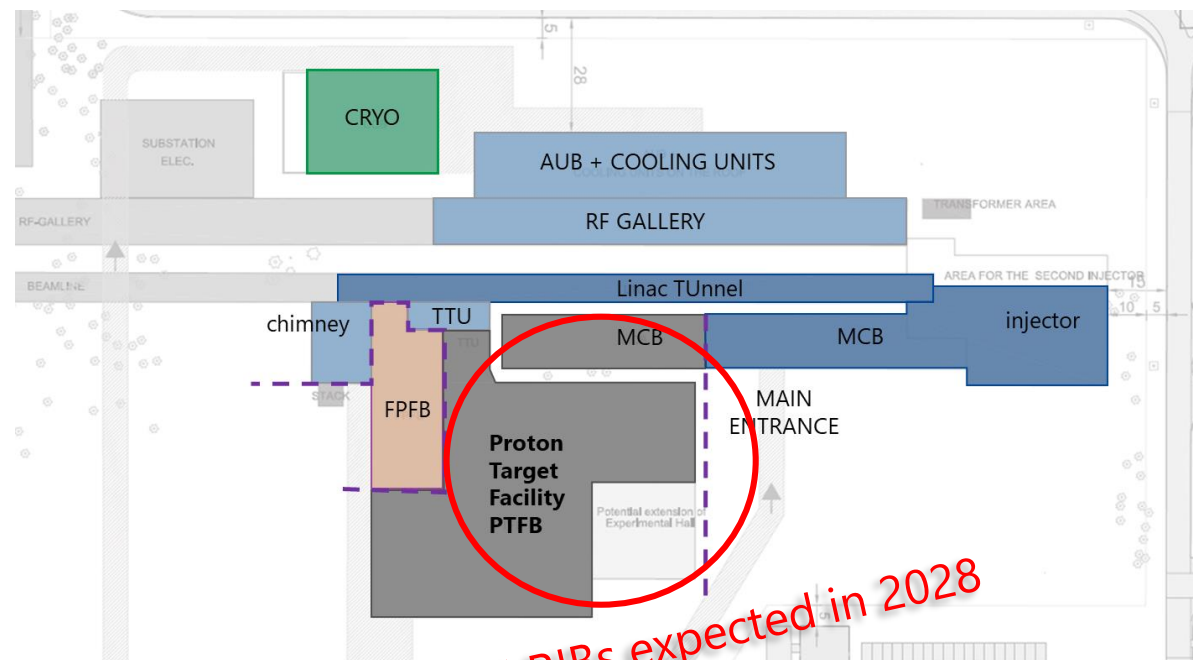 5
28
CRYO
SUBSTATION
ELEC.
AUB + COOLING UNITS
RF-GALLERY
RF GALLERY
TRANSFORMER AREA
AREA FOR THE SECOND INJECTOR
BEAMLINE
Linac TUnnel
15
10
5
chimney
TTU
TTU
MCB
MCB
injector
STACK
FPFB
MAIN
ENTRANCE
Proton
Target
Facility
PTFB
Potential extension of
Experimental Hall
RIBs expected in 2028
5